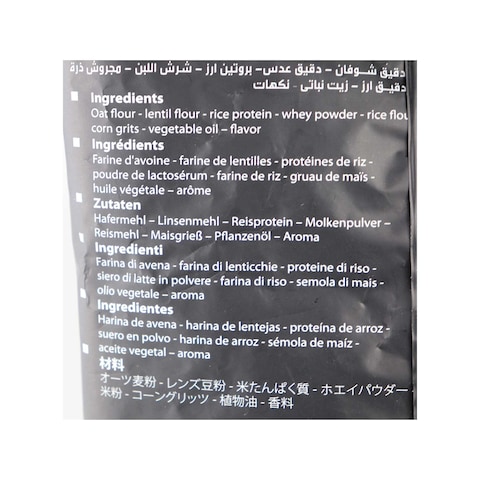 دقيق شوفان – دقيق عدس – بروتين ارز – شرش اللبن – مجروش ذرة
دقيق ارز – زيت نباتى – نكهات
Ingredients
Oat flour - lentil flour - rice protein - whey powder - rice flou
corn grits - vegetable oil – flavor
Ingrédients
Farine d'avoine - farine de lentilles - protéines de riz -
poudre de lactosérum - farine de riz - gruau de maïs -
huile végétale – arôme
Zutaten
Hafermehl – Linsenmehl – Reisprotein – Molkenpulver –
Reismehl – Maisgrieß – Pflanzenöl – Aroma
Ingredienti
Farina di avena - farina di lenticchie - proteine di riso -
siero di latte in polvere - farina di riso - semola di mais -
olio vegetale – aroma
Ingredientes
Harina de avena - harina de lentejas - proteína de arroz -
suero en polvo - harina de arroz - sémola de maíz -
aceite vegetal – aroma
材料
オーツ麦粉 - レンズ豆粉 - 米たんぱく質 - ホエイパウダー -
米粉 - コーングリッツ - 植物油 - 香料